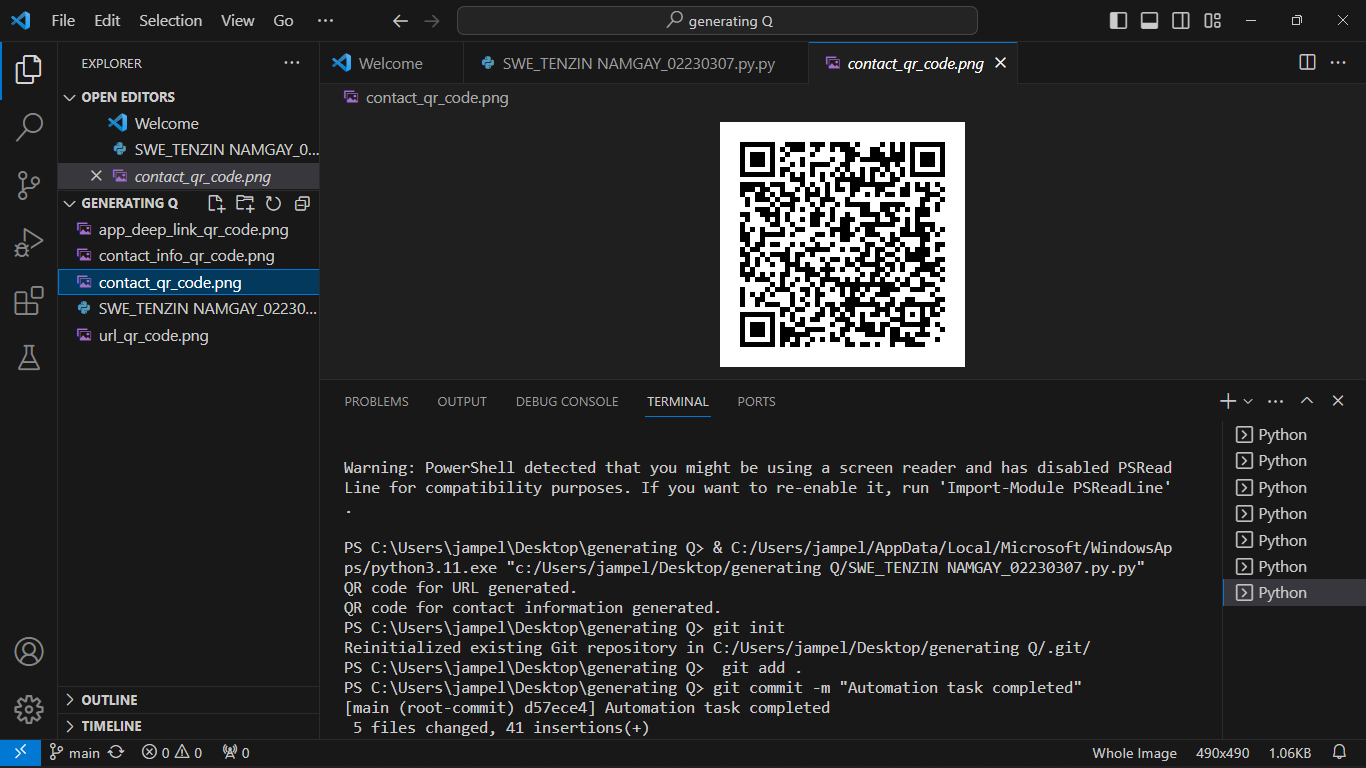 File Edit Selection View Go ···
generating Q
EXPLORER ···
Welcome
SWE_TENZIN NAMGAY_02230307.py.py
contact_qr_code.png
OPEN EDITORS
Welcome
SWE_TENZIN NAMGAY_0...
contact_qr_code.png
GENERATING Q
app_deep_link_qr_code.png
contact_info_qr_code.png
contact_qr_code.png
SWE_TENZIN NAMGAY_02230...
url_qr_code.png
OUTLINE
TIMELINE
contact_qr_code.png
PROBLEMS OUTPUT DEBUG CONSOLE TERMINAL PORTS
Warning: PowerShell detected that you might be using a screen reader and has disabled PSRead
Line for compatibility purposes. If you want to re-enable it, run 'Import-Module PSReadLine'
.
PS C:\Users\jampel\Desktop\generating Q> & C:/Users/jampel/AppData/Local/Microsoft/WindowsAp
ps/python3.11.exe "c:/Users/jampel/Desktop/generating Q/SWE_TENZIN NAMGAY_02230307.py.py"
QR code for URL generated.
QR code for contact information generated.
PS C:\Users\jampel\Desktop\generating Q> git init
Reinitialized existing Git repository in C:/Users/jampel/Desktop/generating Q/.git/
PS C:\Users\jampel\Desktop\generating Q>  git add .
PS C:\Users\jampel\Desktop\generating Q> git commit -m "Automation task completed"
[main (root-commit) d57ece4] Automation task completed
 5 files changed, 41 insertions(+)
Python
Python
Python
Python
Python
Python
Python
main 0 0 0
Whole Image 490x490 1.06KB